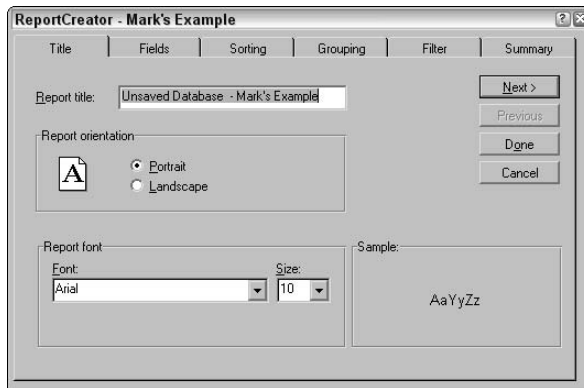 ReportCreator - Mark's Example
Title Fields Sorting Grouping Filter Summary
Report title: Unsaved Database - Mark's Example
Next >
Previous
Done
Cancel
Report orientation
A
Portrait
Landscape
Report font
Font: Size:
Arial 10
Sample:
AaYyZz